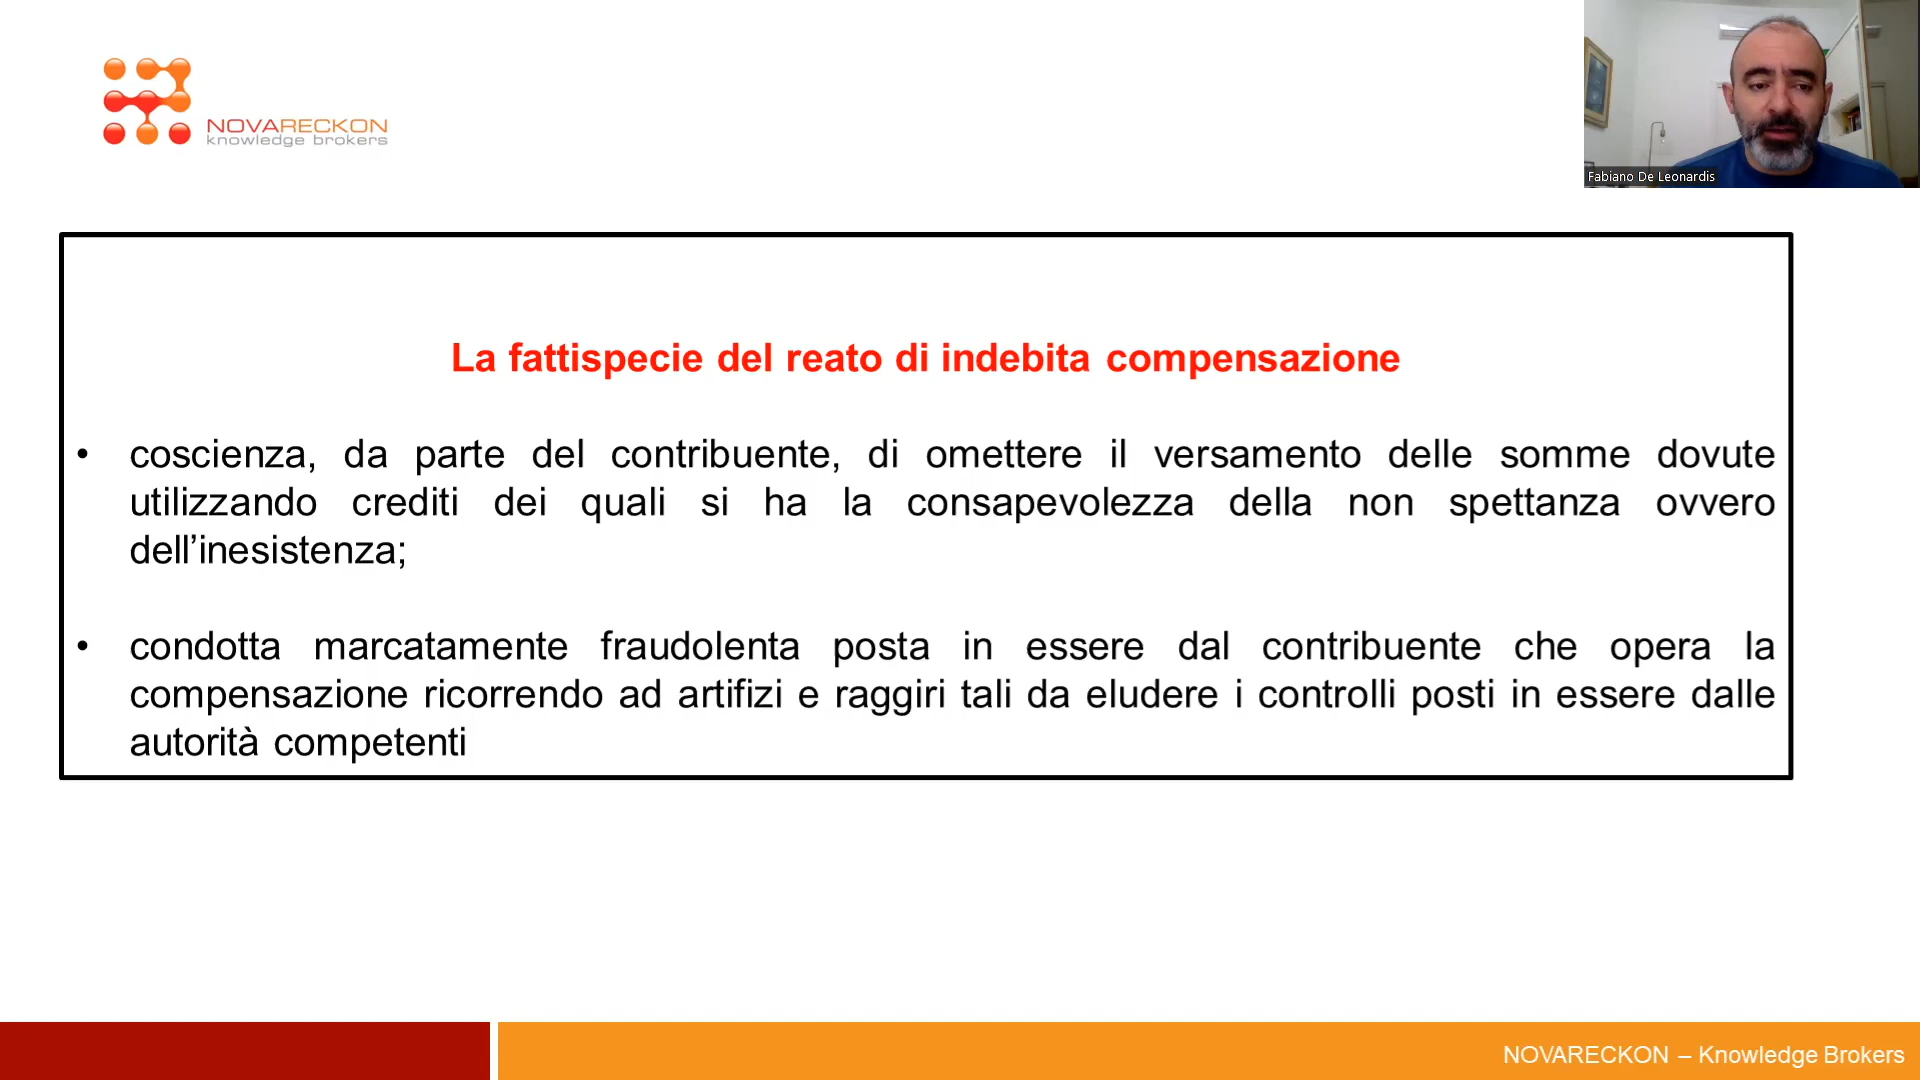 NOVARECKON
knowledge brokers
Fabiano De Leonardis
La fattispecie del reato di indebita compensazione
• coscienza, da parte del contribuente, di omettere il versamento delle somme dovute
utilizzando crediti dei quali si ha la consapevolezza della non spettanza ovvero
dell’inesistenza;
• condotta marcatamente fraudolenta posta in essere dal contribuente che opera la
compensazione ricorrendo ad artifizi e raggiri tali da eludere i controlli posti in essere dalle
autorità competenti
NOVARECKON – Knowledge Brokers